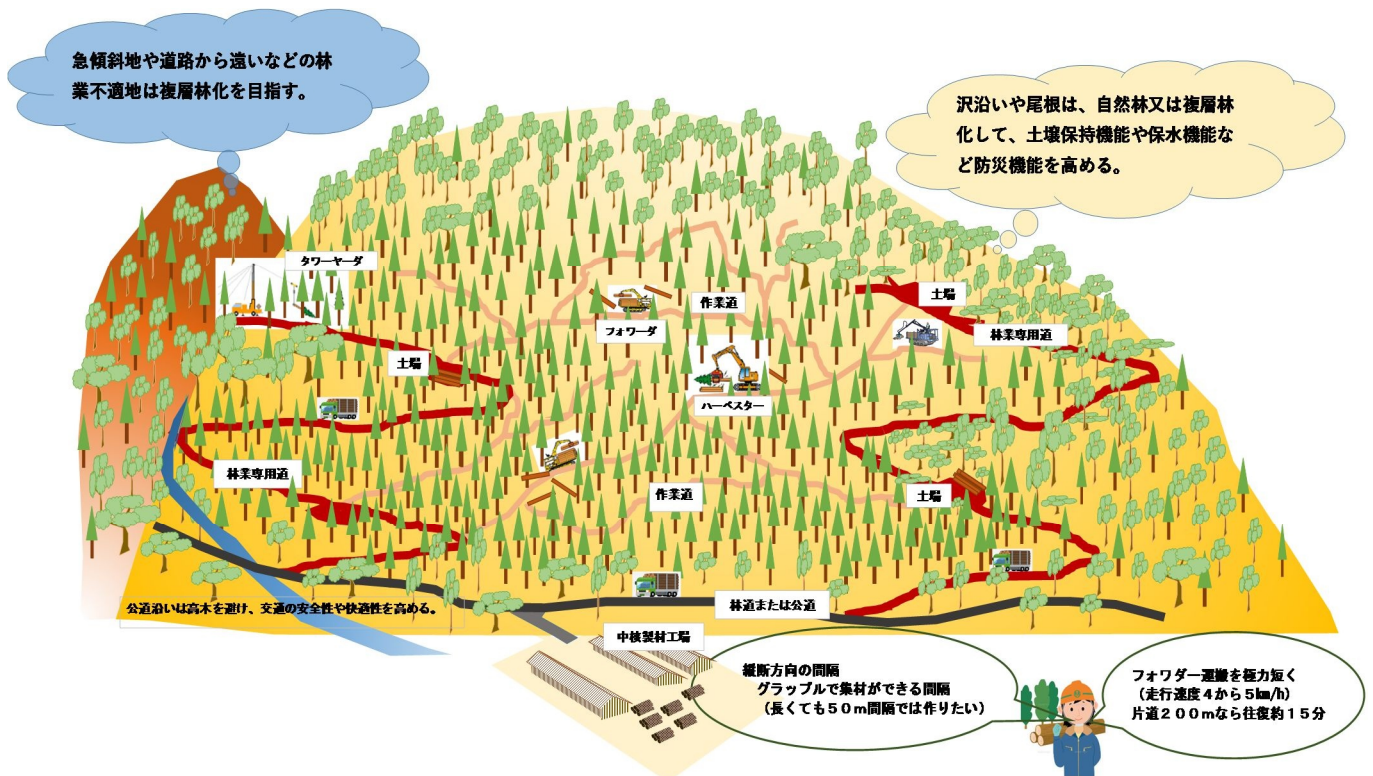 急傾斜地や道路から遠いなどの林
業不適地は複層林化を目指す。
沢沿いや尾根は、自然林又は複層林
化して、土壌保持機能や保水機能な
ど防災機能を高める。
タワーヤーダ
フォワーダ
作業道
土場
林業専用道
土場
ハーベスター
林業専用道
作業道
土場
公道沿いは高木を避け、交通の安全性や快適性を高める。
林道または公道
中核製材工場
縦断方向の間隔
グラップルで集材ができる間隔
（長くても５０ｍ間隔では作りたい）
フォワダー運搬を極力短く
（走行速度４から５㎞/h）
片道２００ｍなら往復約１５分